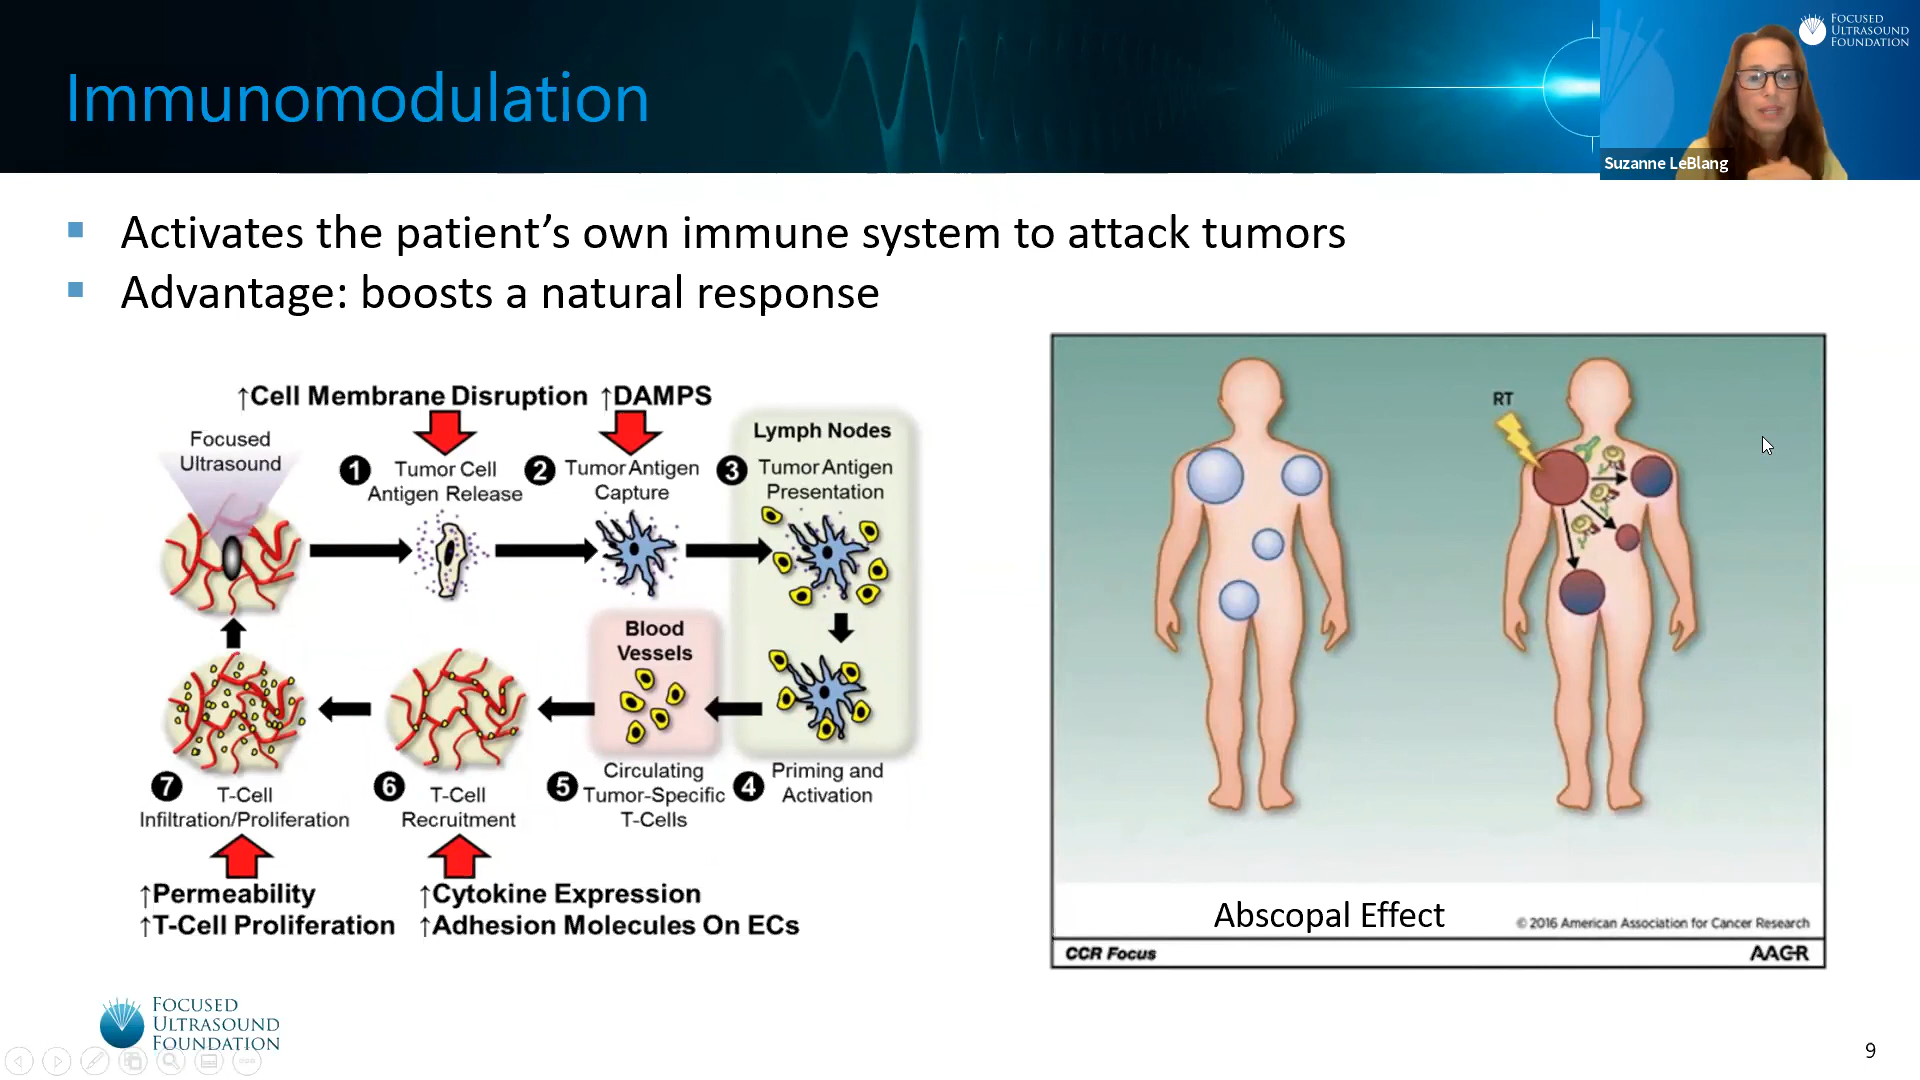 Immunomodulation
FOCUSED
ULTRASOUND
FOUNDATION
Suzanne LeBlang
▪ Activates the patient’s own immune system to attack tumors
▪ Advantage: boosts a natural response
↑Cell Membrane Disruption ↑DAMPS
Focused
Ultrasound
1 Tumor Cell
Antigen Release
2 Tumor Antigen
Capture
Lymph Nodes
3 Tumor Antigen
Presentation
Blood
Vessels
4 Priming and
Activation
5 Circulating
Tumor-Specific
T-Cells
6 T-Cell
Recruitment
7 T-Cell
Infiltration/Proliferation
↑Permeability
↑T-Cell Proliferation
↑Cytokine Expression
↑Adhesion Molecules On ECs
RT
Abscopal Effect
© 2016 American Association for Cancer Research
CCR Focus
AACR
FOCUSED
ULTRASOUND
FOUNDATION
9